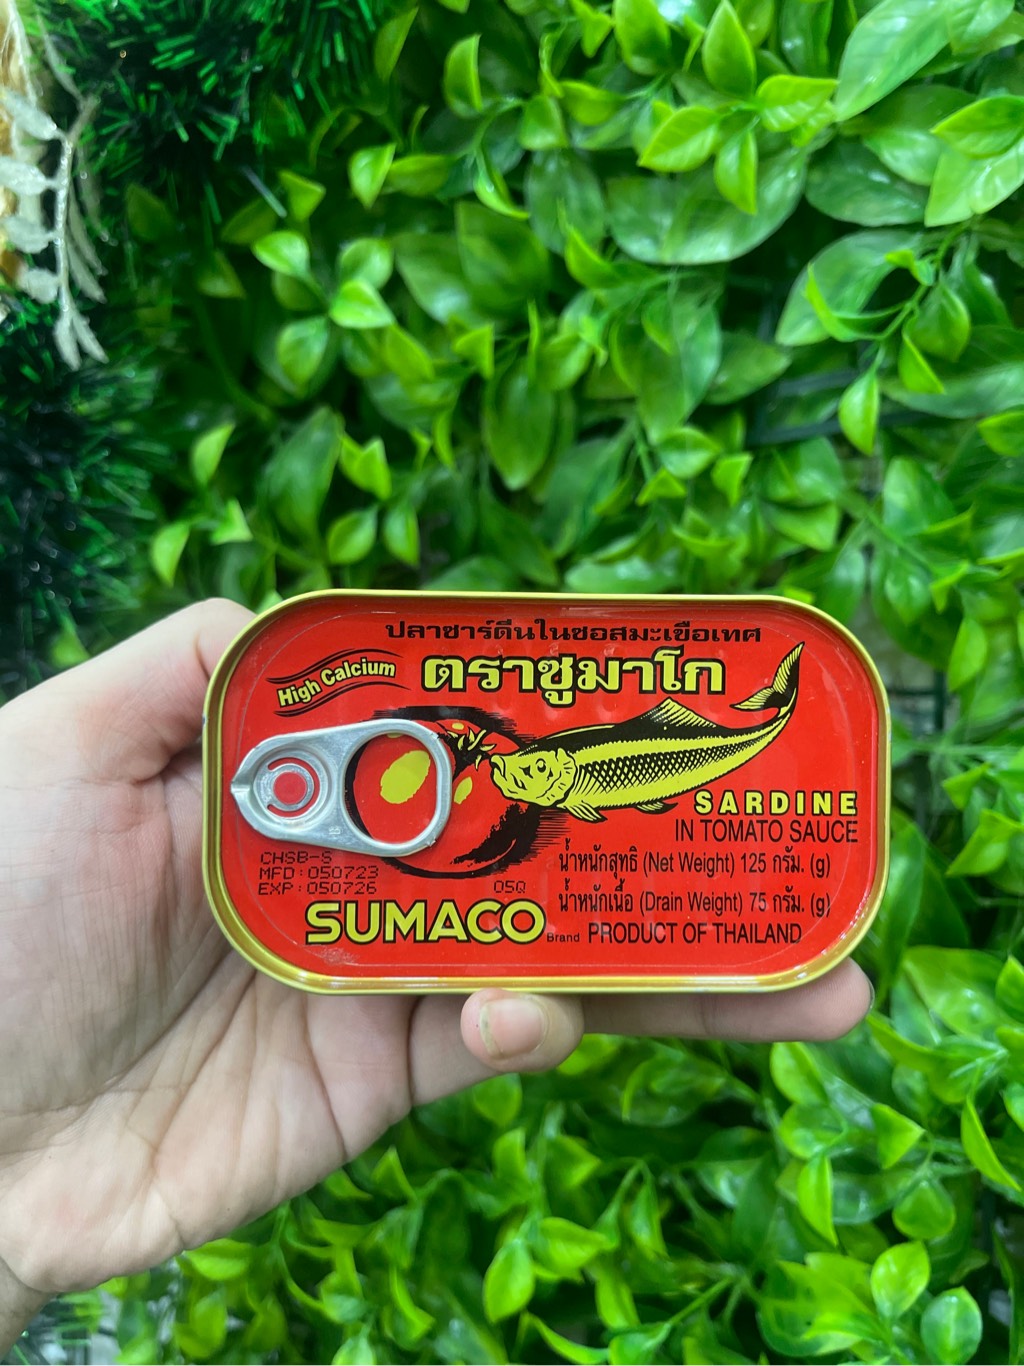 ปลาซาร์ดีนในซอสมะเขือเทศ
High Calcium
ตราซูมาโก
SARDINE
IN TOMATO SAUCE
น้ำหนักสุทธิ (Net Weight) 125 กรัม. (g)
น้ำหนักเนื้อ (Drain Weight) 75 กรัม. (g)
CHSB-S
MFD : 050723
EXP : 050726 05Q
SUMACO Brand PRODUCT OF THAILAND